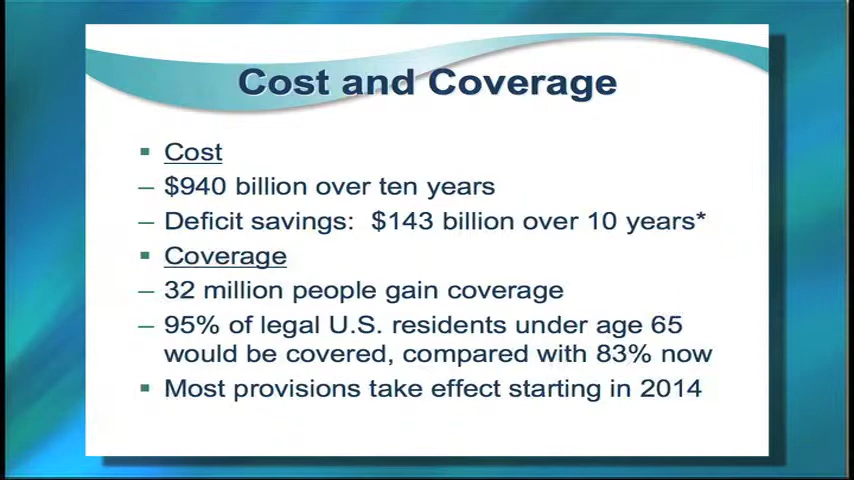 Cost and Coverage
▪ Cost
– $940 billion over ten years
– Deficit savings: $143 billion over 10 years*
▪ Coverage
– 32 million people gain coverage
– 95% of legal U.S. residents under age 65
would be covered, compared with 83% now
▪ Most provisions take effect starting in 2014